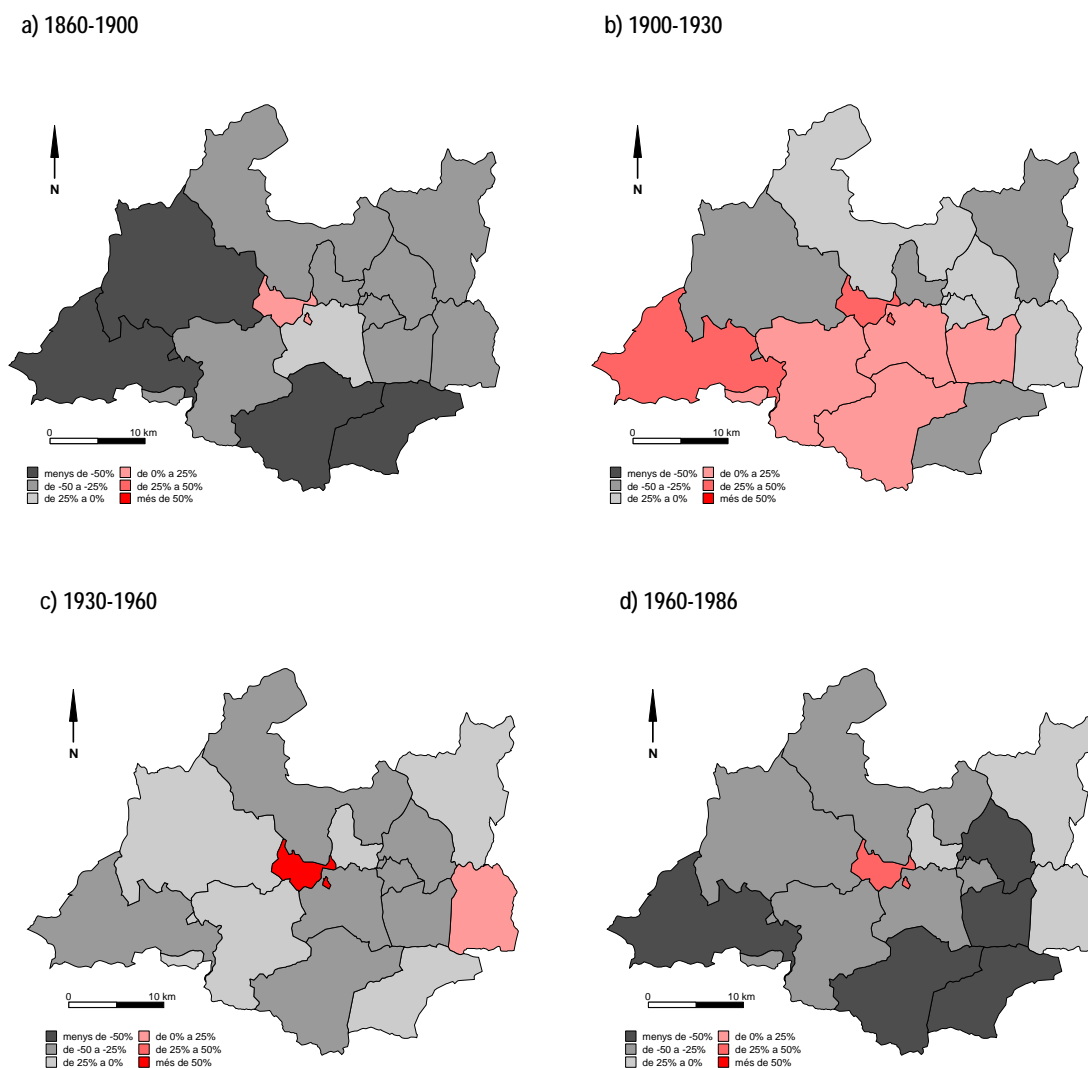 a) 1860-1900
b) 1900-1930
N
N
0 10 km
0 10 km
menys de -50% de 0% a 25%
de -50 a -25% de 25% a 50%
de 25% a 0% més de 50%
menys de -50% de 0% a 25%
de -50 a -25% de 25% a 50%
de 25% a 0% més de 50%
c) 1930-1960
d) 1960-1986
N
N
0 10 km
0 10 km
menys de -50% de 0% a 25%
de -50 a -25% de 25% a 50%
de 25% a 0% més de 50%
menys de -50% de 0% a 25%
de -50 a -25% de 25% a 50%
de 25% a 0% més de 50%